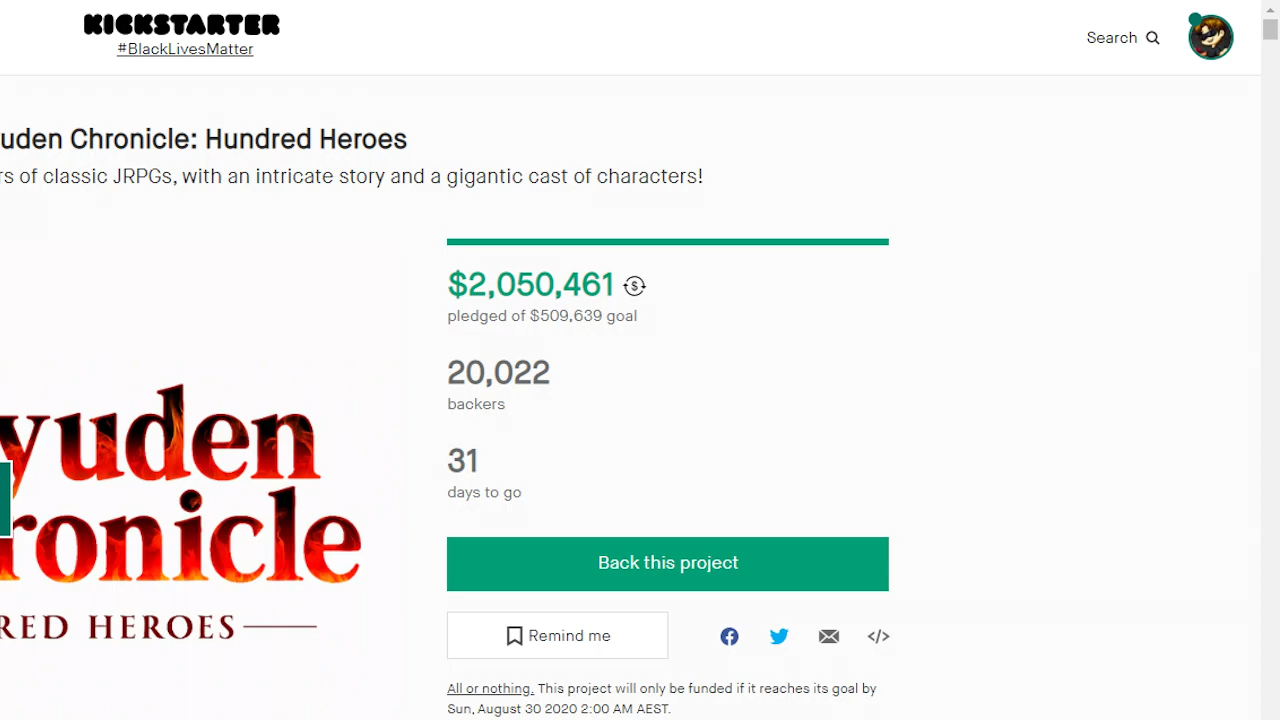 KICKSTARTER
#BlackLivesMatter
Search
uden Chronicle: Hundred Heroes
rs of classic JRPGs, with an intricate story and a gigantic cast of characters!
$2,050,461
pledged of $509,639 goal
20,022
backers
31
days to go
yuden
ronicle
RED HEROES
Back this project
Remind me
</>
All or nothing. This project will only be funded if it reaches its goal by
Sun, August 30 2020 2:00 AM AEST.